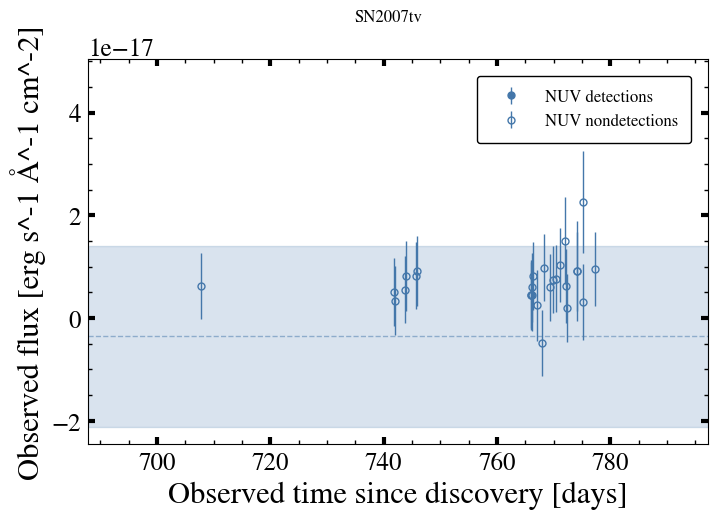 SN2007tv
1e−17
NUV detections
NUV nondetections
4
2
0
−2
Observed flux [erg s^-1 Å^-1 cm^-2]
700 720 740 760 780
Observed time since discovery [days]